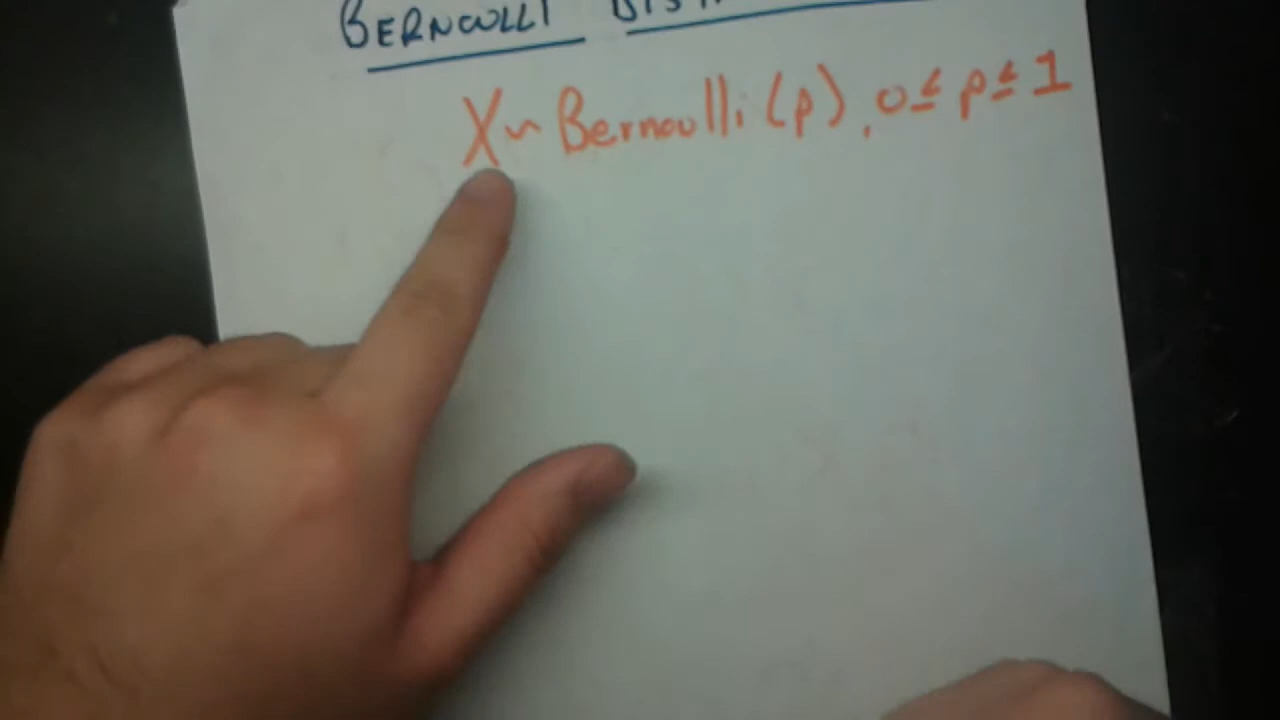 BERNOULLI
X ~ Bernoulli (p), 0 ≤ p ≤ 1